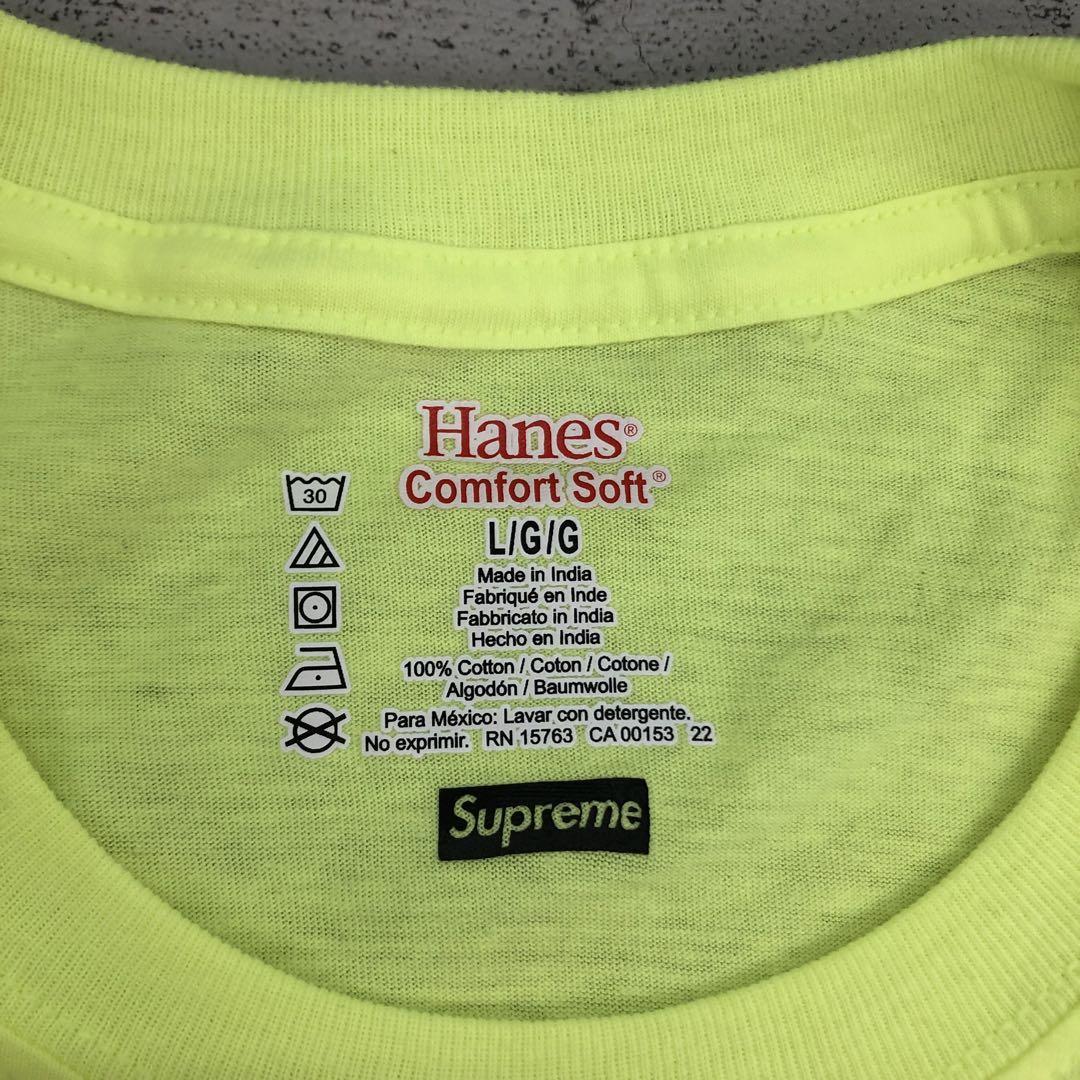 Hanes®
Comfort Soft®
30
L/G/G
Made in India
Fabriqué en Inde
Fabbricato in India
Hecho en India
100% Cotton / Coton / Cotone /
Algodón / Baumwolle
Para México: Lavar con detergente.
No exprimir. RN 15763 CA 00153 22
Supreme